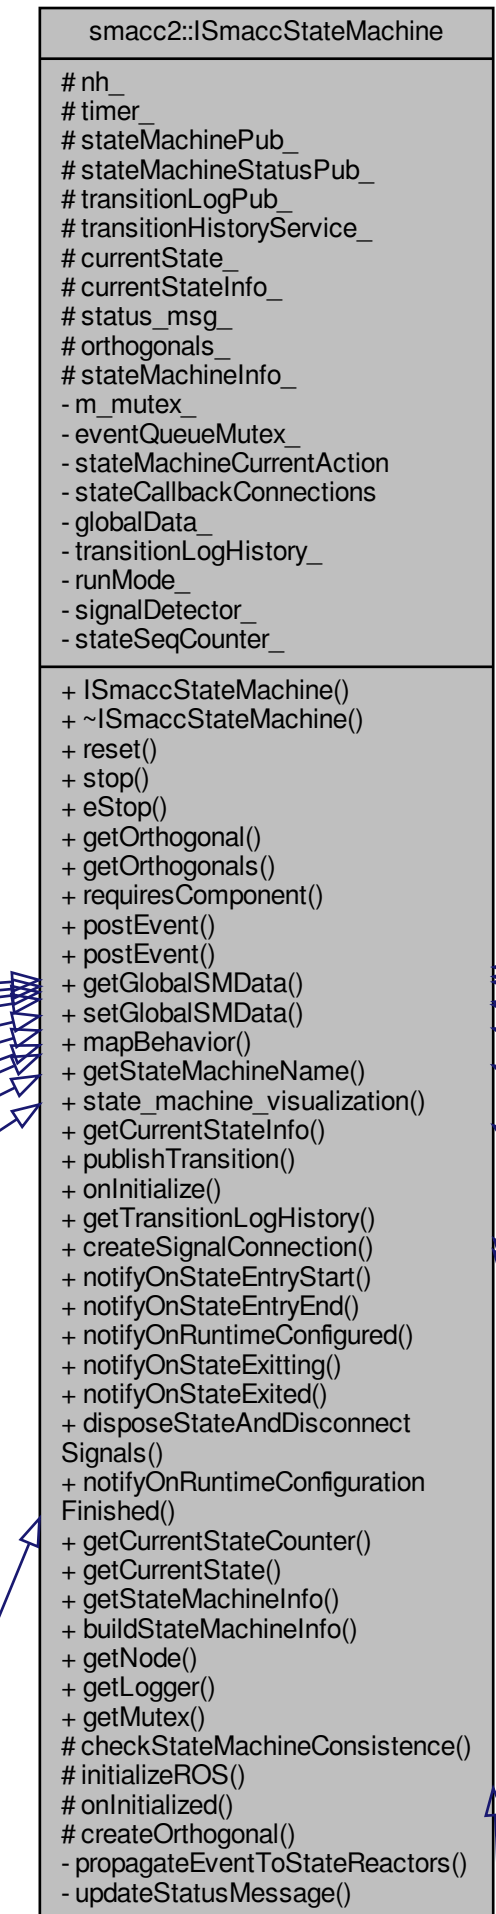 smacc2::ISmaccStateMachine
# nh_
# timer_
# stateMachinePub_
# stateMachineStatusPub_
# transitionLogPub_
# transitionHistoryService_
# currentState_
# currentStateInfo_
# status_msg_
# orthogonals_
# stateMachineInfo_
- m_mutex_
- eventQueueMutex_
- stateMachineCurrentAction
- stateCallbackConnections
- globalData_
- transitionLogHistory_
- runMode_
- signalDetector_
- stateSeqCounter_
+ ISmaccStateMachine()
+ ~ISmaccStateMachine()
+ reset()
+ stop()
+ eStop()
+ getOrthogonal()
+ getOrthogonals()
+ requiresComponent()
+ postEvent()
+ postEvent()
+ getGlobalSMData()
+ setGlobalSMData()
+ mapBehavior()
+ getStateMachineName()
+ state_machine_visualization()
+ getCurrentStateInfo()
+ publishTransition()
+ onInitialize()
+ getTransitionLogHistory()
+ createSignalConnection()
+ notifyOnStateEntryStart()
+ notifyOnStateEntryEnd()
+ notifyOnRuntimeConfigured()
+ notifyOnStateExitting()
+ notifyOnStateExited()
+ disposeStateAndDisconnect
Signals()
+ notifyOnRuntimeConfiguration
Finished()
+ getCurrentStateCounter()
+ getCurrentState()
+ getStateMachineInfo()
+ buildStateMachineInfo()
+ getNode()
+ getLogger()
+ getMutex()
# checkStateMachineConsistence()
# initializeROS()
# onInitialized()
# createOrthogonal()
- propagateEventToStateReactors()
- updateStatusMessage()